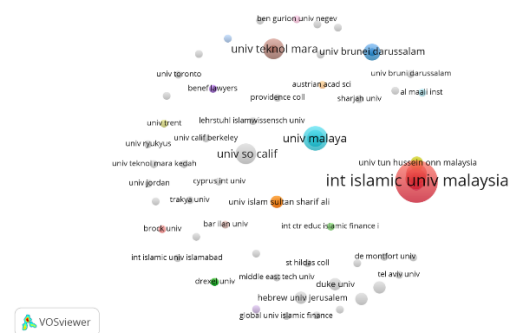 ben gurion univ negev
univ teknol mara
univ brunei darussalam
univ toronto
univ bruni darussalam
benef lawyers
austrian acad sci
al maali inst
providence coll
sharjah univ
univ trent
lehrstuhl islamwissensch univ
univ ryukyus
univ calif berkeley
univ malaya
univ so calif
univ teknoi mara kedah
univ tun hussein onn malaysia
univ jordan
cyprus int univ
int islamic univ malaysia
trakya univ
univ islam sultan sharif ali
brock univ
bar ilan univ
int ctr educ islamic finance i
int islamic univ islamabad
st hildas coll
de montfort univ
drexel univ
middle east tech univ
duke univ
tel aviv univ
hebrew univ jerusalem
global univ islamic finance
VOSviewer